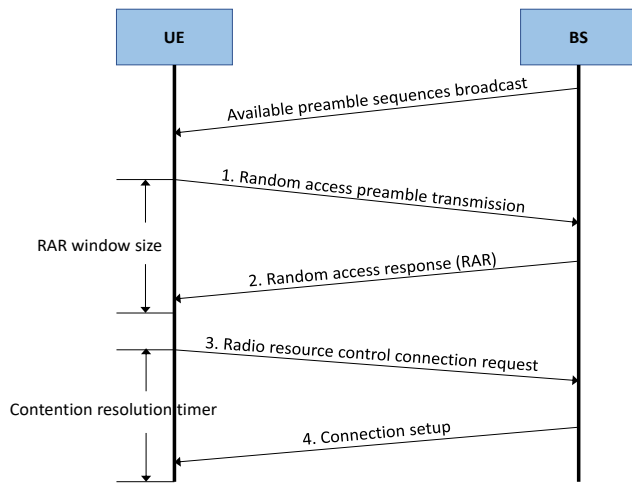 UE
BS
Available preamble sequences broadcast
1. Random access preamble transmission
RAR window size
2. Random access response (RAR)
3. Radio resource control connection request
Contention resolution timer
4. Connection setup